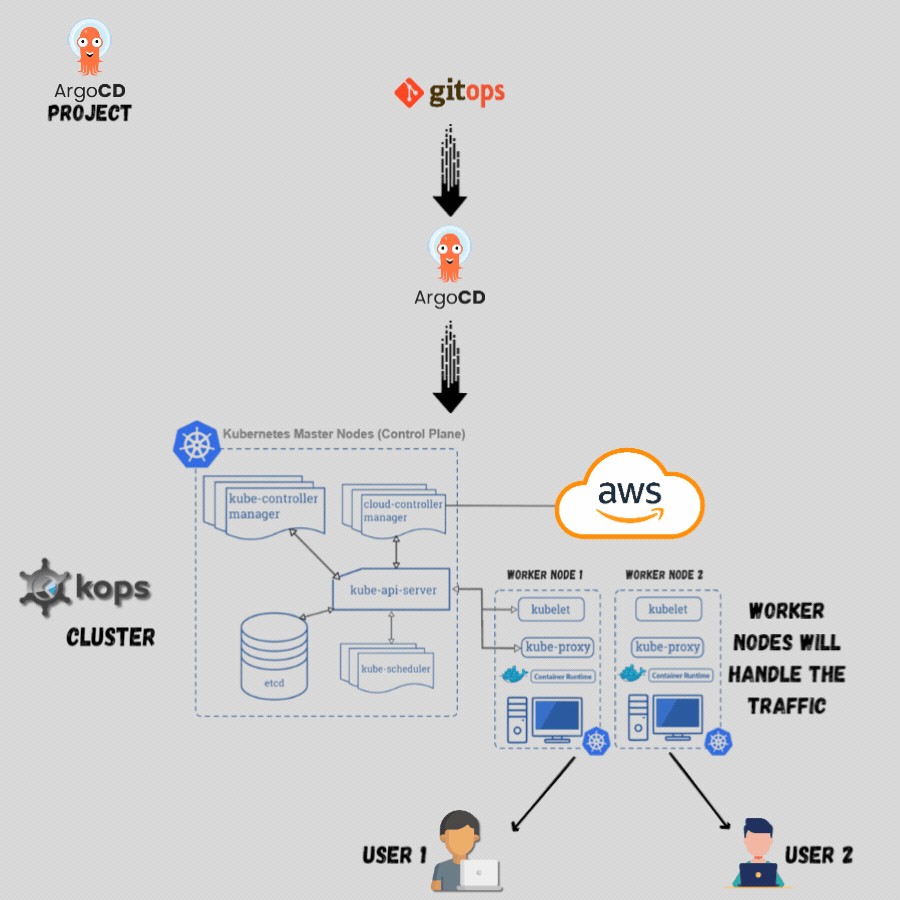 ArgoCD
PROJECT
gitops
ArgoCD
Kubernetes Master Nodes (Control Plane)
kube-controller
manager
cloud-controller
manager
aws
kops
CLUSTER
kube-api-server
etcd
kube-scheduler
WORKER NODE 1
kubelet
kube-proxy
Container Runtime
WORKER NODE 2
kubelet
kube-proxy
Container Runtime
WORKER
NODES WILL
HANDLE THE
TRAFFIC
USER 1
USER 2